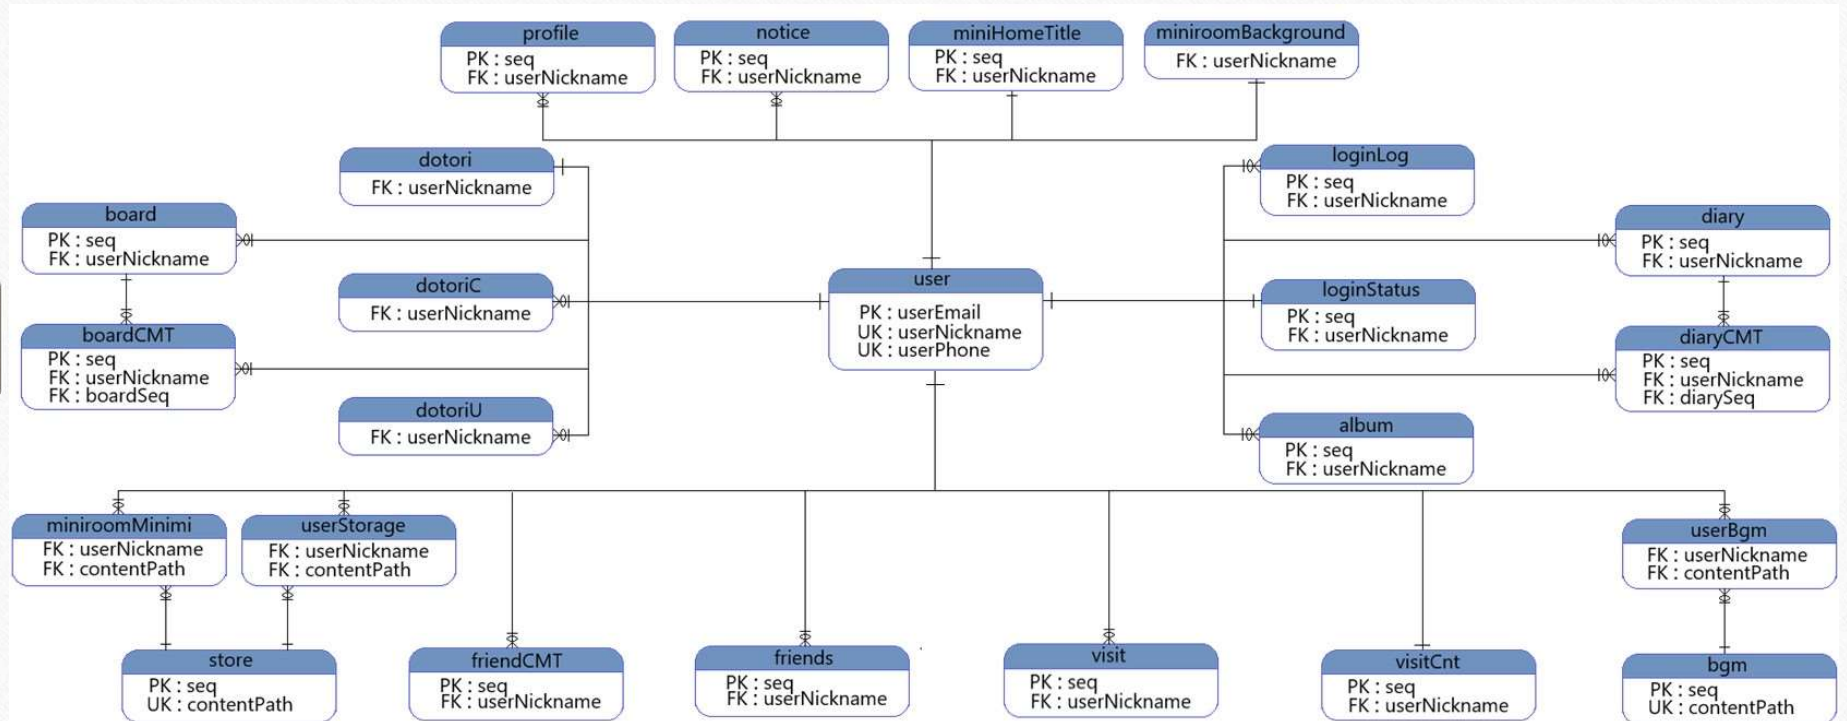 profile
PK : seq
FK : userNickname
notice
PK : seq
FK : userNickname
miniHomeTitle
PK : seq
FK : userNickname
miniroomBackground
FK : userNickname
dotori
FK : userNickname
loginLog
PK : seq
FK : userNickname
board
PK : seq
FK : userNickname
diary
PK : seq
FK : userNickname
dotoriC
FK : userNickname
user
PK : userEmail
UK : userNickname
UK : userPhone
loginStatus
PK : seq
FK : userNickname
boardCMT
PK : seq
FK : userNickname
FK : boardSeq
diaryCMT
PK : seq
FK : userNickname
FK : diarySeq
dotoriU
FK : userNickname
album
PK : seq
FK : userNickname
miniroomMinimi
FK : userNickname
FK : contentPath
userStorage
FK : userNickname
FK : contentPath
userBgm
FK : userNickname
FK : contentPath
store
PK : seq
UK : contentPath
friendCMT
PK : seq
FK : userNickname
friends
PK : seq
FK : userNickname
visit
PK : seq
FK : userNickname
visitCnt
PK : seq
FK : userNickname
bgm
PK : seq
UK : contentPath